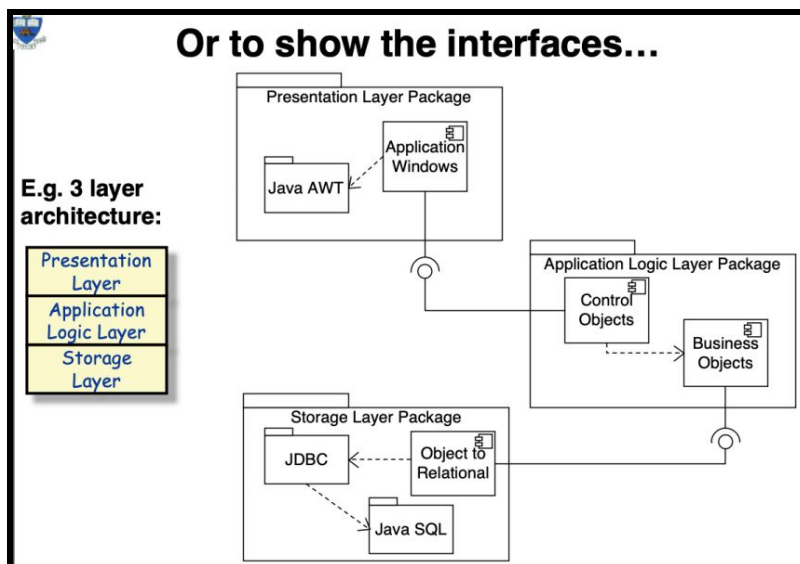 Or to show the interfaces...
E.g. 3 layer
architecture:
Presentation
Layer
Application
Logic Layer
Storage
Layer
Presentation Layer Package
Application
Windows
Java AWT
Application Logic Layer Package
Control
Objects
Business
Objects
Storage Layer Package
JDBC
Object to
Relational
Java SQL